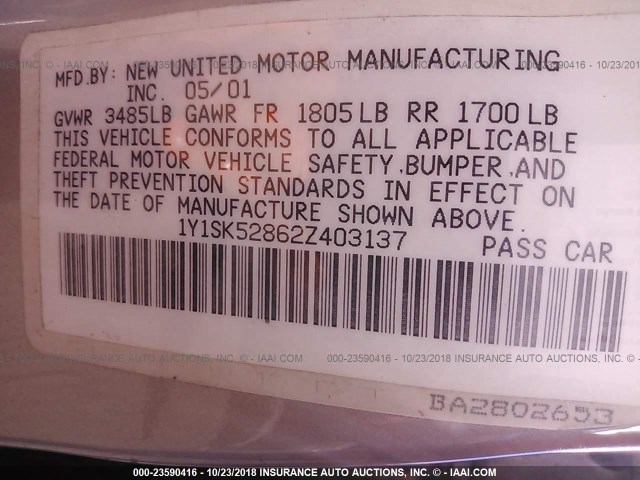 MFD.BY: NEW UNITED MOTOR MANUFACTURING
INC. 05/01
GVWR 3485LB GAWR FR 1805LB RR 1700LB
THIS VEHICLE CONFORMS TO ALL APPLICABLE
FEDERAL MOTOR VEHICLE SAFETY,BUMPER,AND
THEFT PREVENTION STANDARDS IN EFFECT ON
THE DATE OF MANUFACTURE SHOWN ABOVE.
1Y1SK52862Z403137 PASS CAR
BA2802653
000-23590416 - 10/23/2018 INSURANCE AUTO AUCTIONS, INC. - IAAI.COM